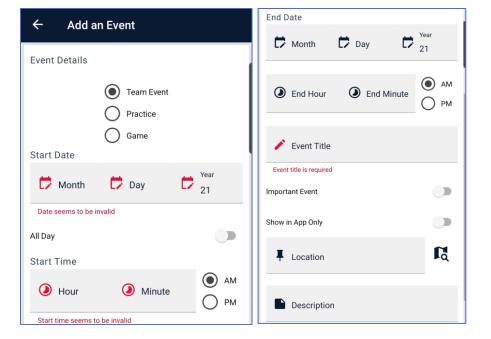 Add an Event
Event Details
Team Event
Practice
Game
Start Date
Month
Day
Year
21
Date seems to be invalid
All Day
Start Time
Hour
Minute
AM
PM
Start time seems to be invalid
End Date
Month
Day
Year
21
End Hour
End Minute
AM
PM
Event Title
Event title is required
Important Event
Show in App Only
Location
Description